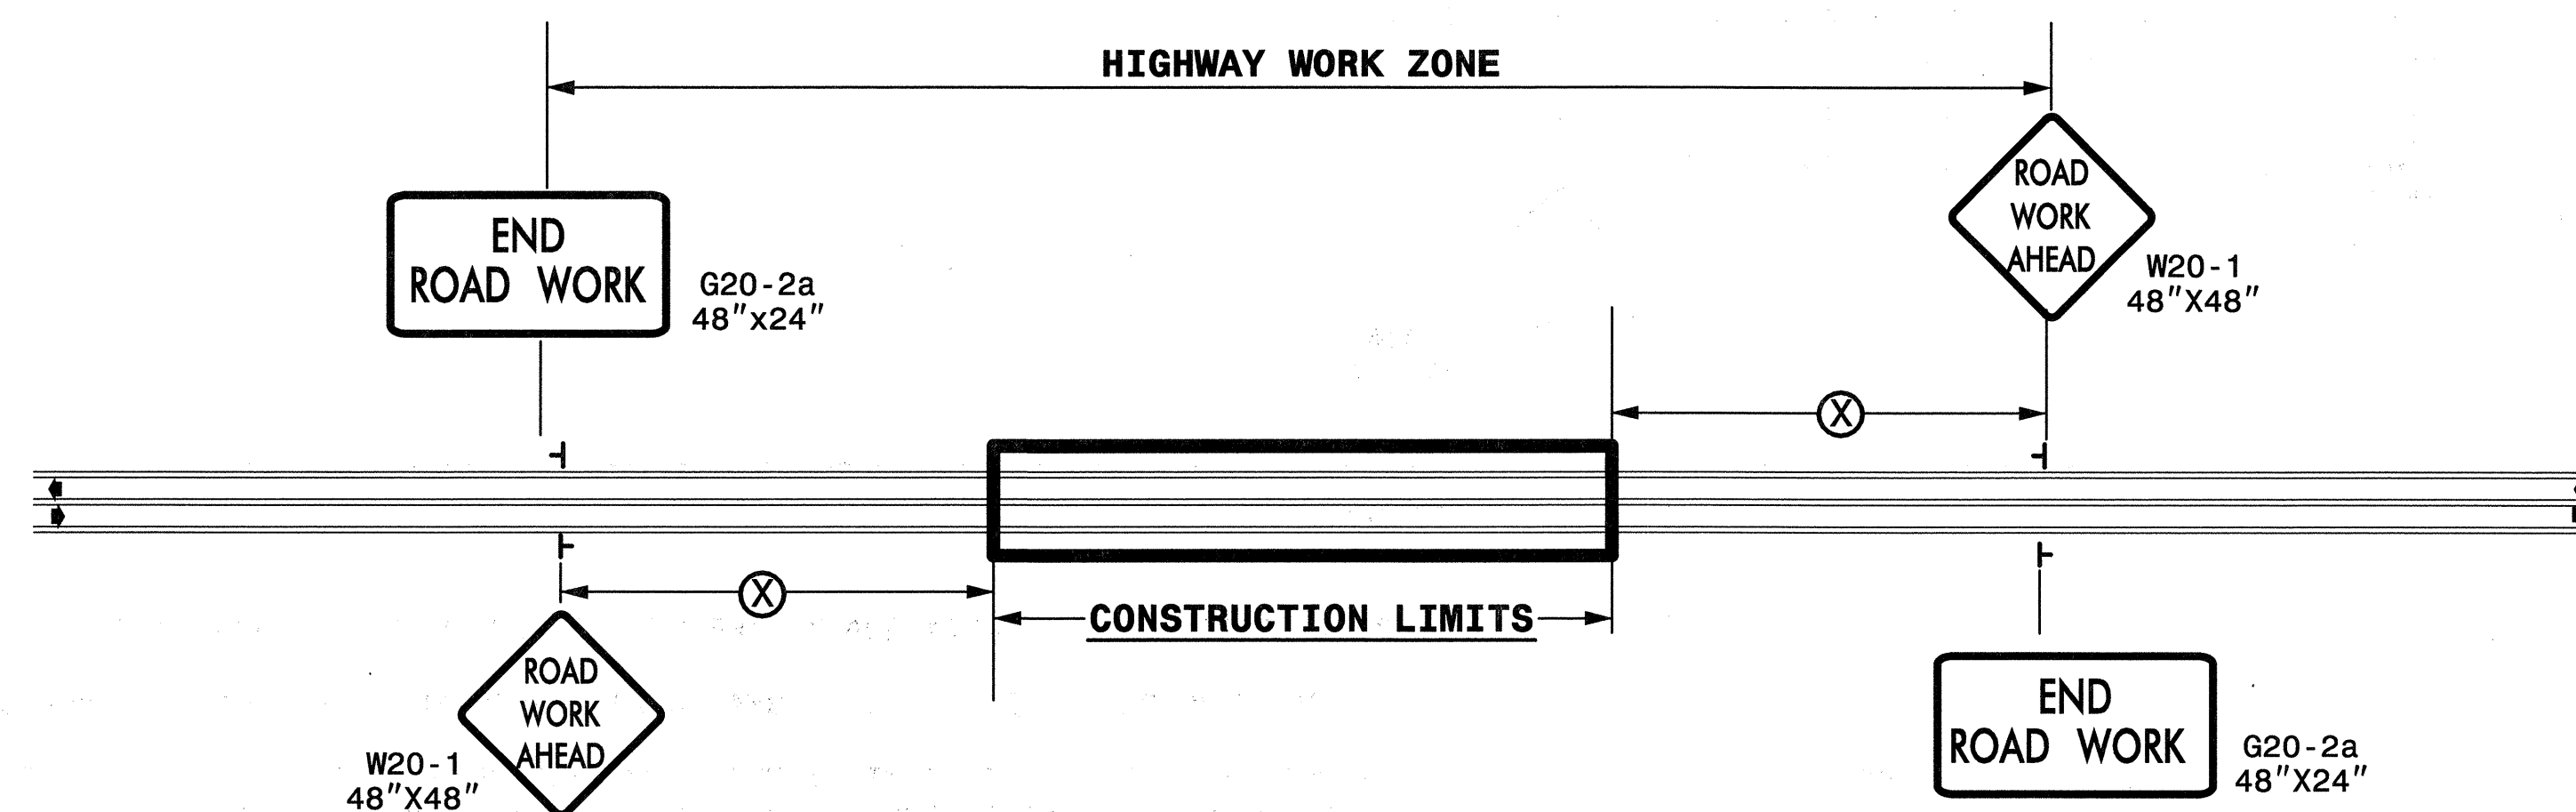 HIGHWAY WORK ZONE
ROAD
WORK
AHEAD
W20-1
48"X48"
END
ROAD WORK
G20-2a
48"x24"
X
X
CONSTRUCTION LIMITS
ROAD
WORK
AHEAD
W20-1
48"X48"
END
ROAD WORK
G20-2a
48"X24"